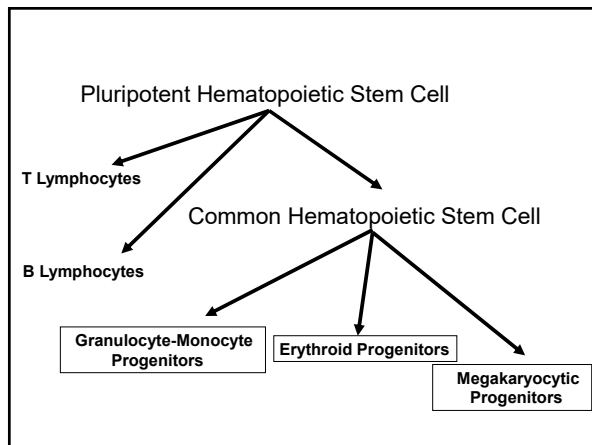 Pluripotent Hematopoietic Stem Cell
T Lymphocytes
Common Hematopoietic Stem Cell
B Lymphocytes
Granulocyte-Monocyte
Progenitors
Erythroid Progenitors
Megakaryocytic
Progenitors